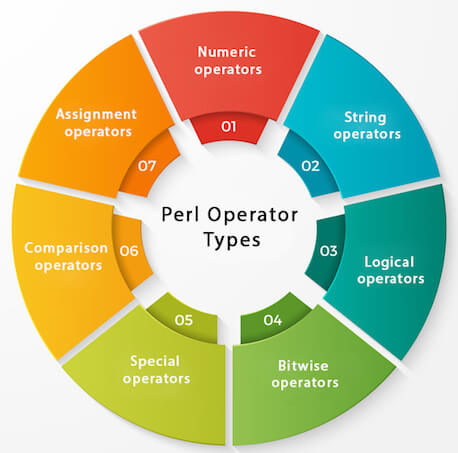 Perl Operator
Types
Numeric
operators
01
String
operators
02
Logical
operators
03
Bitwise
operators
04
Special
operators
05
Comparison
operators
06
Assignment
operators
07